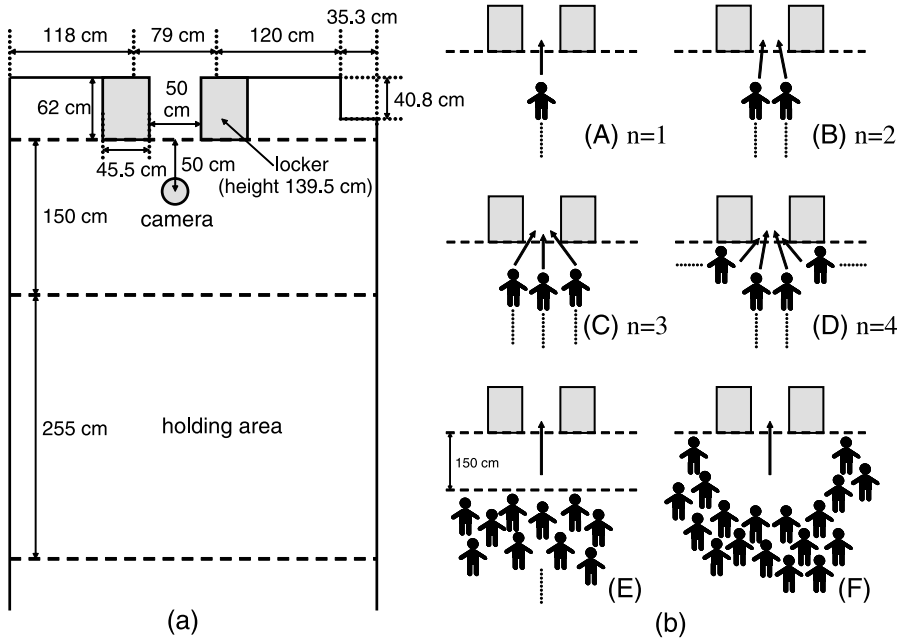 118 cm
79 cm
120 cm
35.3 cm
62 cm
50
cm
40.8 cm
45.5 cm
50 cm
locker
(height 139.5 cm)
camera
150 cm
255 cm
holding area
(a)
(A) n=1
(B) n=2
(C) n=3
(D) n=4
150 cm
(E)
(F)
(b)